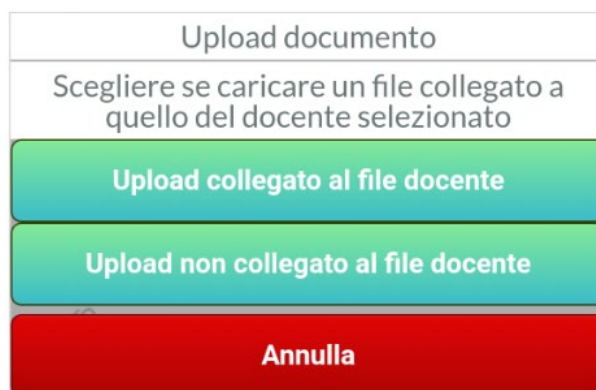 Upload documento
Scegliere se caricare un file collegato a
quello del docente selezionato
Upload collegato al file docente
Upload non collegato al file docente
Annulla